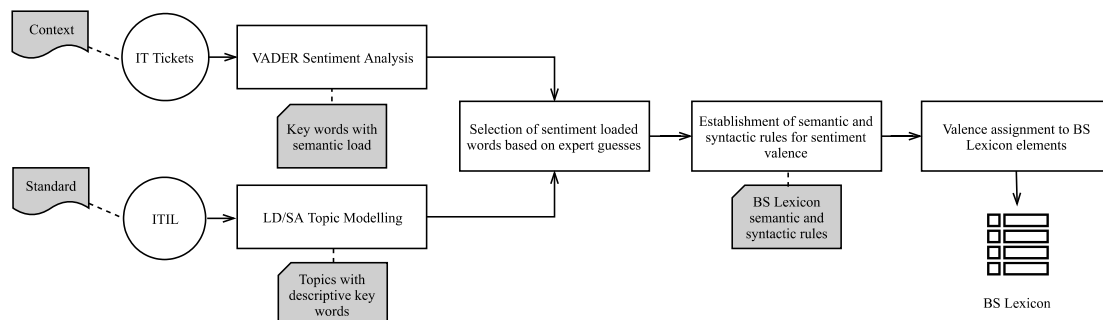 Context
IT Tickets
VADER Sentiment Analysis
Key words with
semantic load
Standard
ITIL
LD/SA Topic Modelling
Topics with
descriptive key
words
Selection of sentiment loaded
words based on expert guesses
Establishment of semantic and
syntactic rules for sentiment
valence
BS Lexicon
semantic and
syntactic rules
Valence assignment to BS
Lexicon elements
BS Lexicon